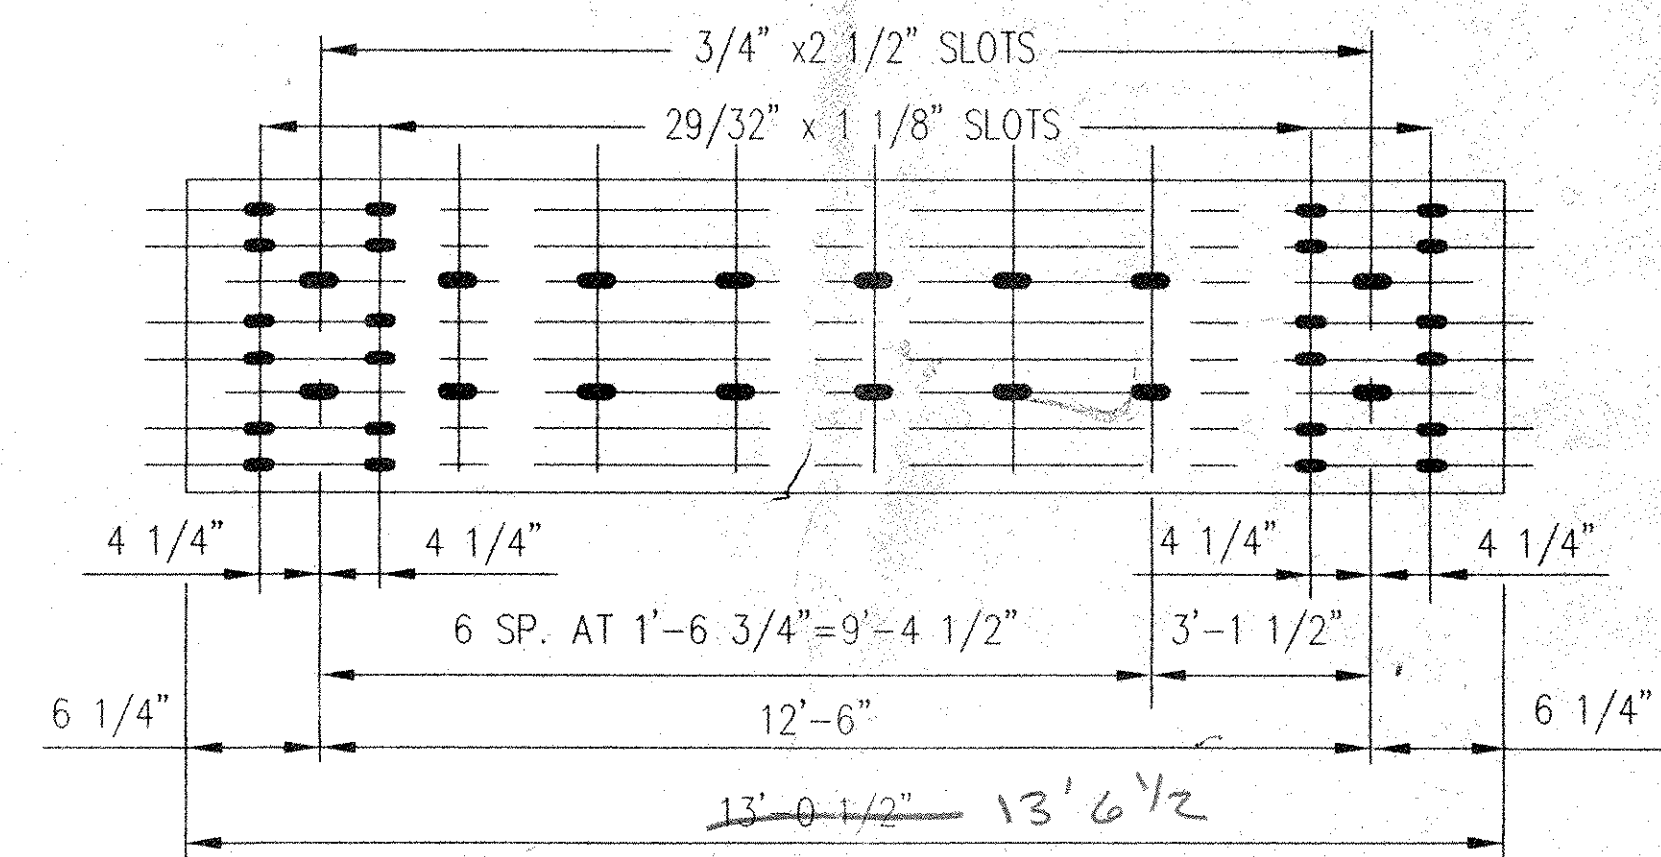 3/4" x2 1/2" SLOTS
29/32" x 1 1/8" SLOTS
4 1/4" 4 1/4" 4 1/4" 4 1/4"
6 SP. AT 1'-6 3/4"=9'-4 1/2" 3'-1 1/2"
6 1/4" 12'-6" 6 1/4"
13'-0 1/2" 13' 6 1/2